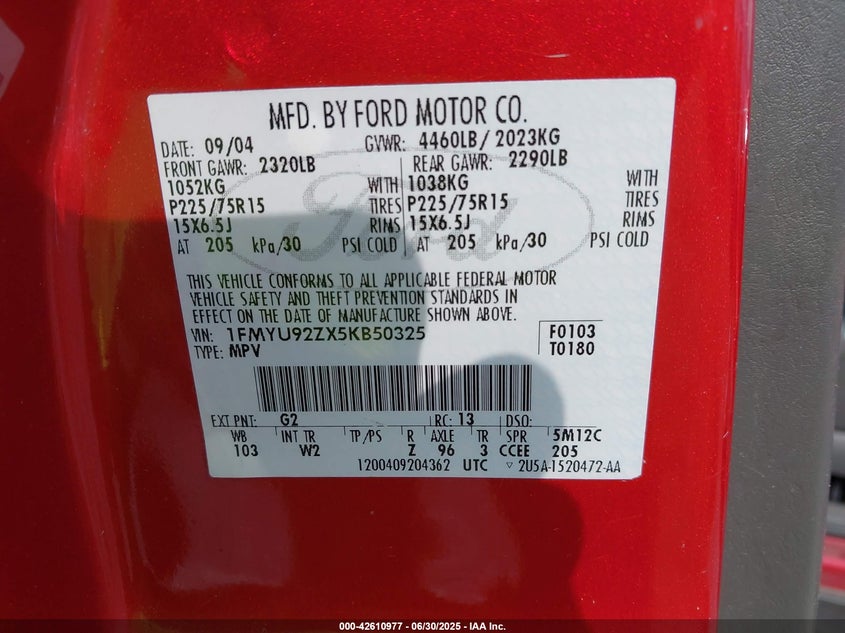 MFD. BY FORD MOTOR CO.
DATE: 09/04 GVWR: 4460LB/ 2023KG
FRONT GAWR: 2320LB REAR GAWR: 2290LB
1052KG WITH 1038KG WITH
P225/75R15 TIRES P225/75R15 TIRES
15X6.5J RIMS 15X6.5J RIMS
AT 205 kPa/30 PSI COLD AT 205 kPa/30 PSI COLD
Ford
THIS VEHICLE CONFORMS TO ALL APPLICABLE FEDERAL MOTOR
VEHICLE SAFETY AND THEFT PREVENTION STANDARDS IN
EFFECT ON THE DATE OF MANUFACTURE SHOWN ABOVE.
VIN: 1FMYU92ZX5KB50325 F0103
TYPE: MPV T0180
EXT PNT: G2 RC: 13 DSO:
WB INT TR TP/PS R AXLE TR SPR 5M12C
103 W2 Z 96 3 CCEE 205
1200409204362 UTC ▽ 2U5A-1520472-AA
000-42610977 - 06/30/2025 - IAA Inc.